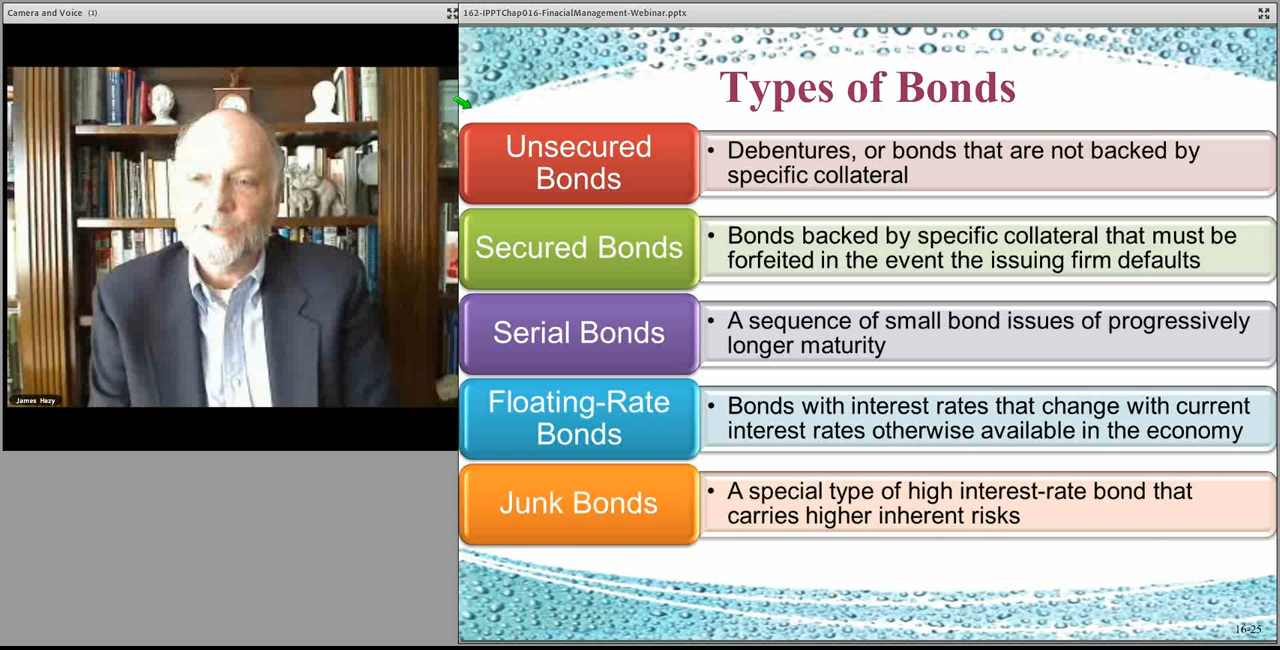 Camera and Voice (1)
162-IPPTChap016-FinacialManagement-Webinar.pptx
James Hazy
Types of Bonds
Unsecured
Bonds
• Debentures, or bonds that are not backed by
specific collateral
Secured Bonds
• Bonds backed by specific collateral that must be
forfeited in the event the issuing firm defaults
Serial Bonds
• A sequence of small bond issues of progressively
longer maturity
Floating-Rate
Bonds
• Bonds with interest rates that change with current
interest rates otherwise available in the economy
Junk Bonds
• A special type of high interest-rate bond that
carries higher inherent risks
16-25